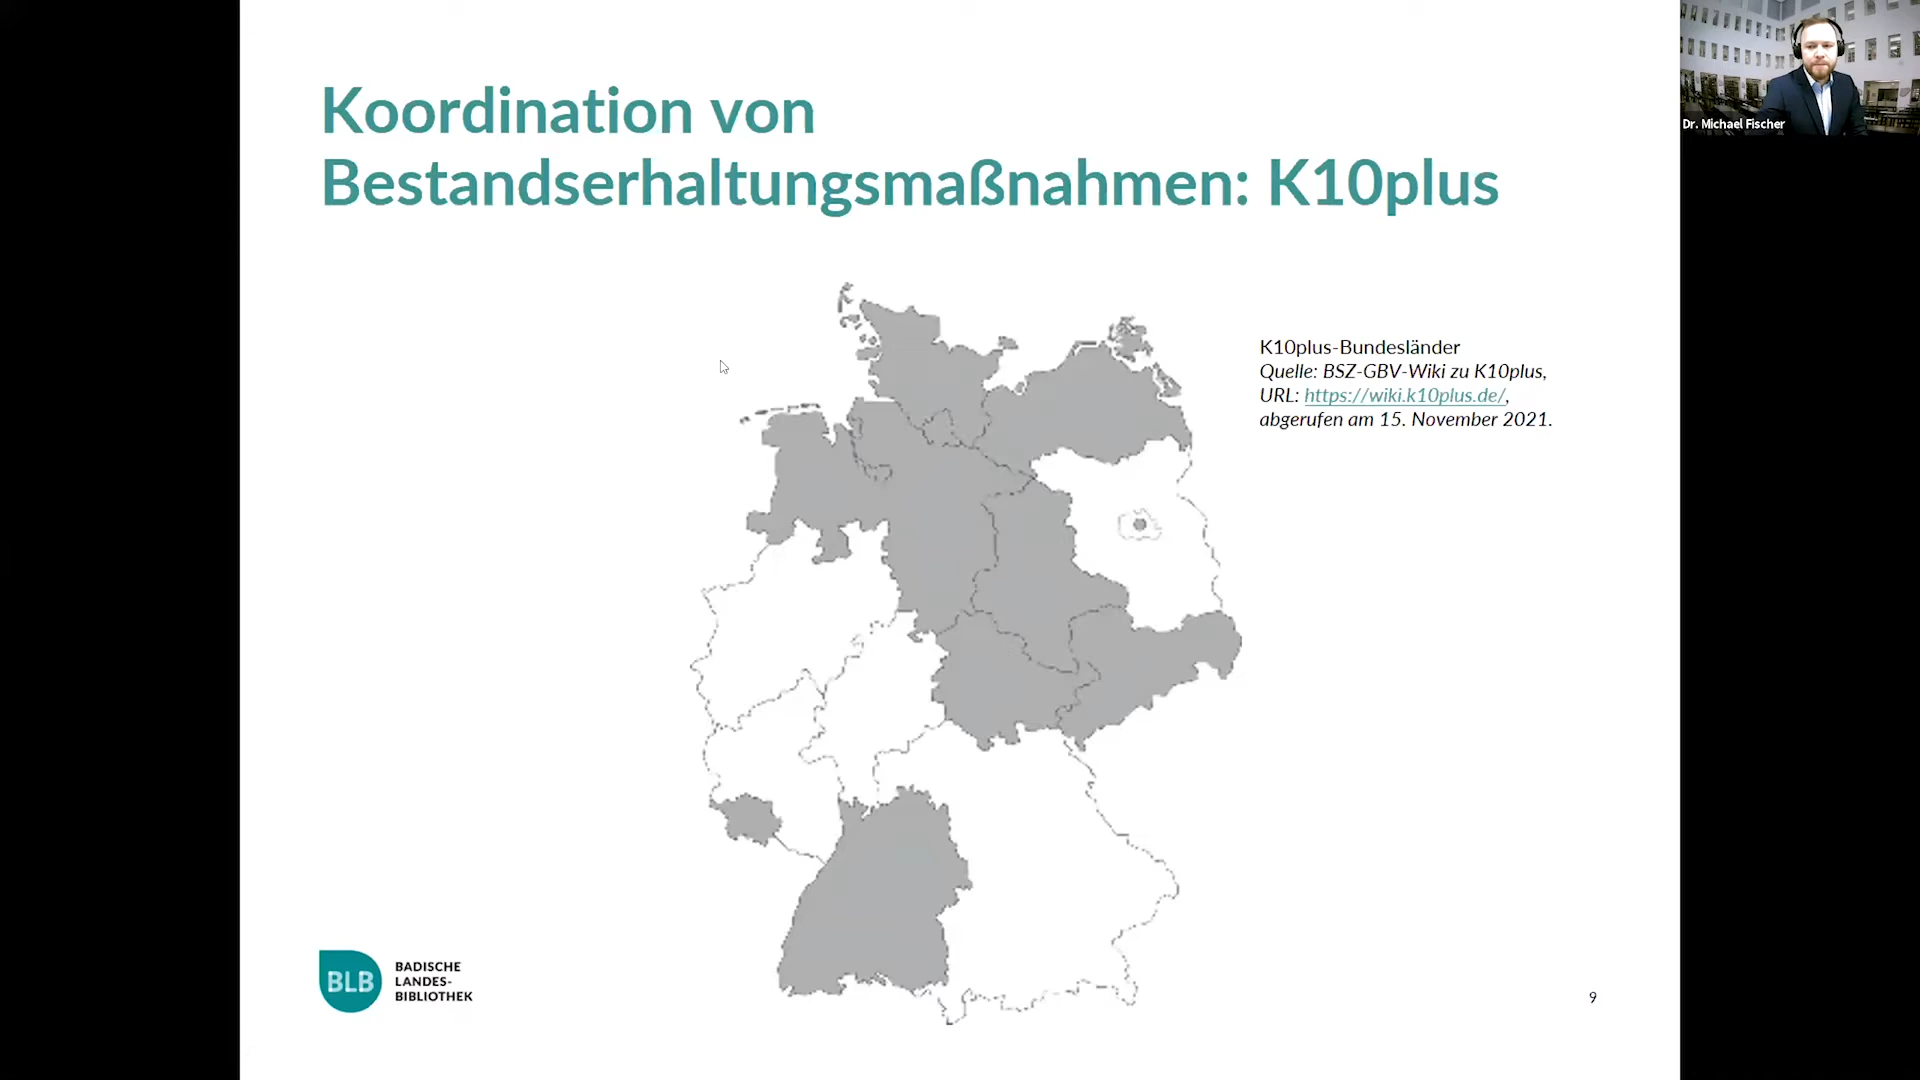 Koordination von
Bestandserhaltungsmaßnahmen: K10plus
Dr. Michael Fischer
K10plus-Bundesländer
Quelle: BSZ-GBV-Wiki zu K10plus,
URL: https://wiki.k10plus.de/,
abgerufen am 15. November 2021.
BLB
BADISCHE
LANDES-
BIBLIOTHEK
9